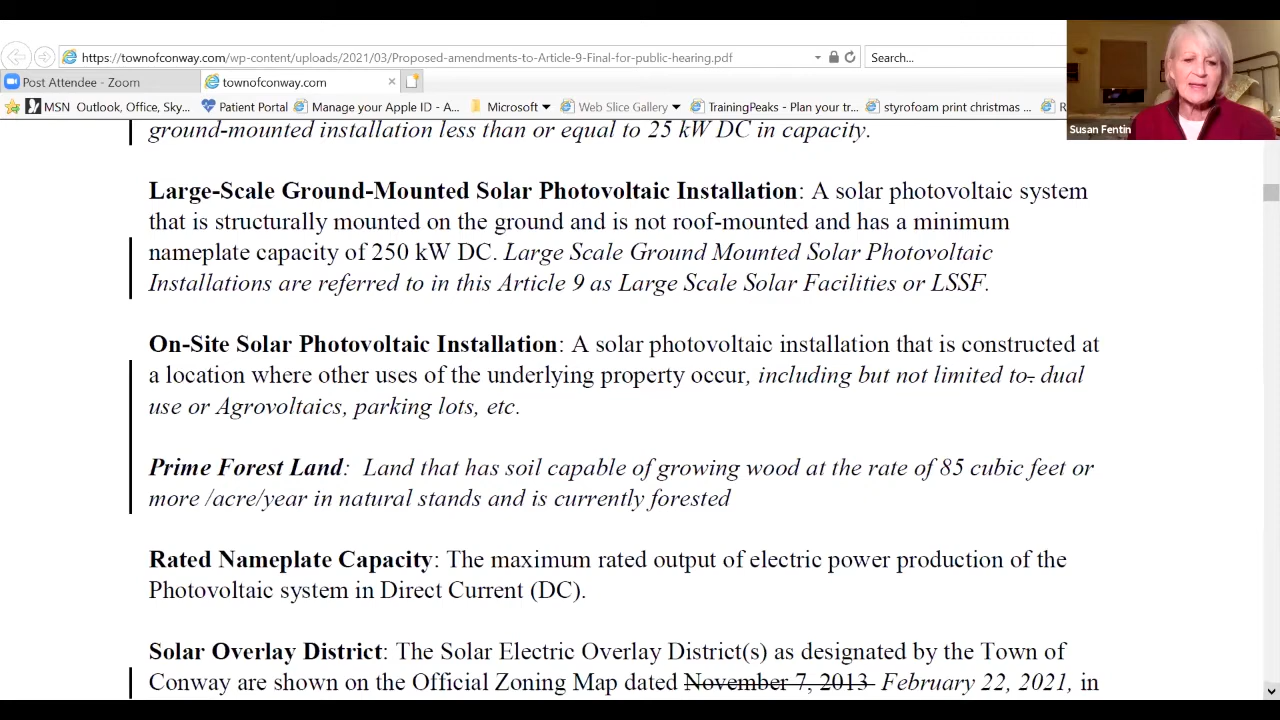 https://townofconway.com/wp-content/uploads/2021/03/Proposed-amendments-to-Article-9-Final-for-public-hearing.pdf
Search...
Post Attendee - Zoom
townofconway.com
MSN
Outlook, Office, Sky...
Patient Portal
Manage your Apple ID - A...
Microsoft
Web Slice Gallery
TrainingPeaks - Plan your tr...
styrofoam print christmas ...
R
Susan Fentin
ground-mounted installation less than or equal to 25 kW DC in capacity.
Large-Scale Ground-Mounted Solar Photovoltaic Installation: A solar photovoltaic system
that is structurally mounted on the ground and is not roof-mounted and has a minimum
nameplate capacity of 250 kW DC. Large Scale Ground Mounted Solar Photovoltaic
Installations are referred to in this Article 9 as Large Scale Solar Facilities or LSSF.
On-Site Solar Photovoltaic Installation: A solar photovoltaic installation that is constructed at
a location where other uses of the underlying property occur, including but not limited to. dual
use or Agrovoltaics, parking lots, etc.
Prime Forest Land: Land that has soil capable of growing wood at the rate of 85 cubic feet or
more /acre/year in natural stands and is currently forested
Rated Nameplate Capacity: The maximum rated output of electric power production of the
Photovoltaic system in Direct Current (DC).
Solar Overlay District: The Solar Electric Overlay District(s) as designated by the Town of
Conway are shown on the Official Zoning Map dated November 7, 2013 February 22, 2021, in